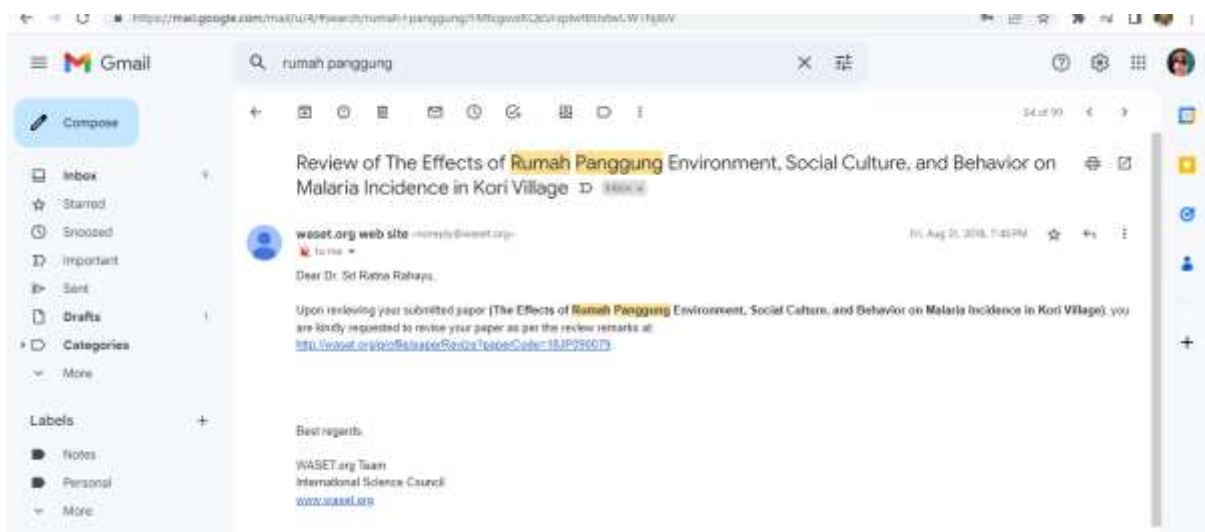 Gmail
rumah panggung
Compose
Inbox
Starred
Snoozed
Important
Sent
Drafts
Categories
More
Labels
Notes
Personal
More
Review of The Effects of Rumah Panggung Environment, Social Culture, and Behavior on
Malaria Incidence in Kori Village
waset.org web site
to me
Dear Dr. Sri Ratna Rahayu,
Upon reviewing your submitted paper (The Effects of Rumah Panggung Environment, Social Culture, and Behavior on Malaria Incidence in Kori Village), you
are kindly requested to revise your paper as per the review remarks at
Best regards,
WASET.org Team
International Science Council
www.waset.org